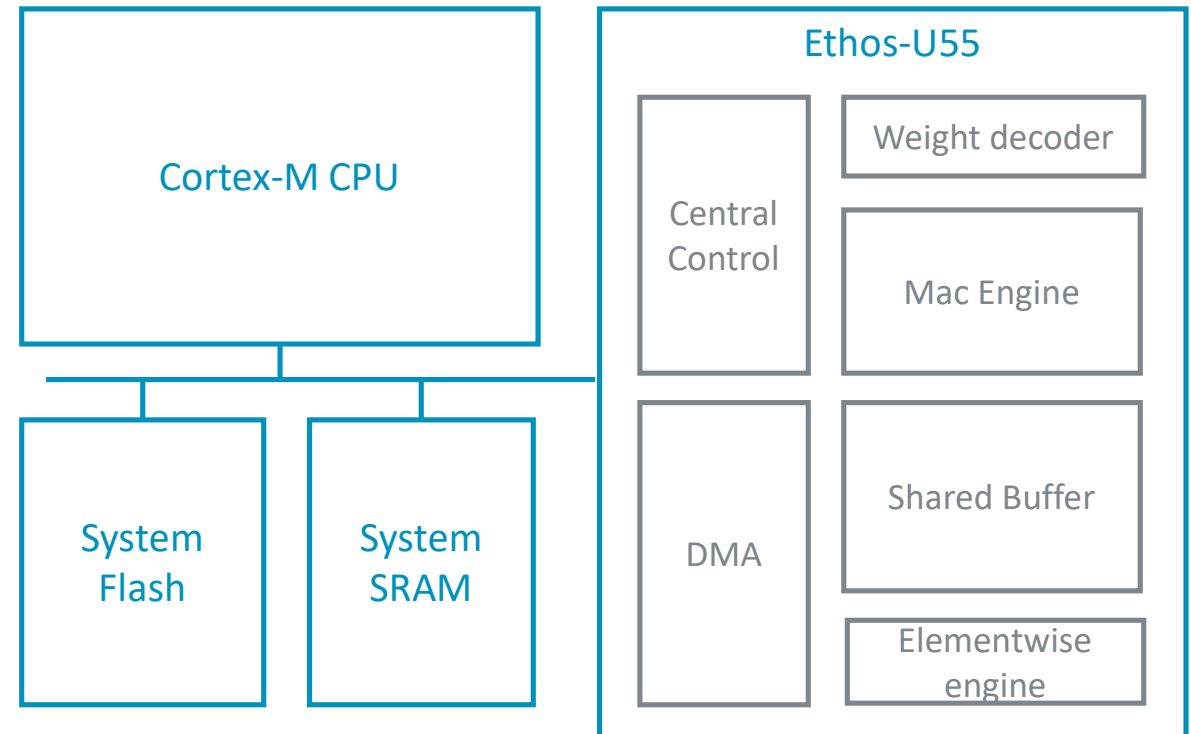 Cortex-M CPU
System
Flash
System
SRAM
Ethos-U55
Central
Control
DMA
Weight decoder
Mac Engine
Shared Buffer
Elementwise
engine